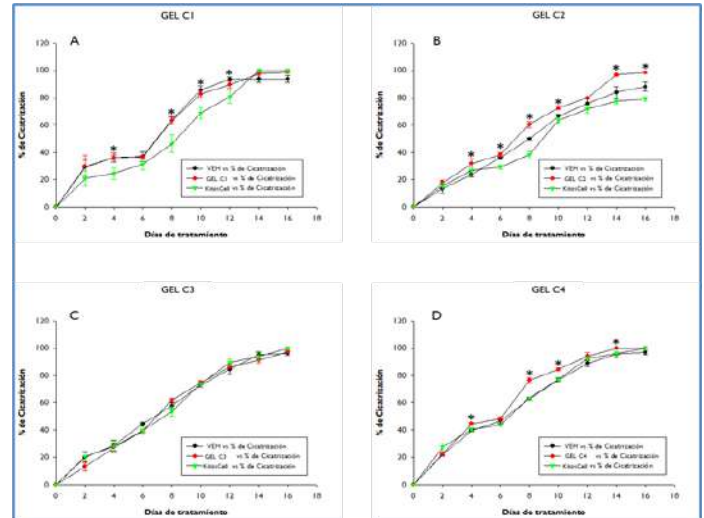 GEL C1
A
120
100
80
60
40
20
0
% de Cicatrización
* * * *
VEH vs % de Cicatrización
GEL C1 vs % de Cicatrización
KitosCell vs % de Cicatrización
0 2 4 6 8 10 12 14 16 18
Días de tratamiento
GEL C2
B
120
100
80
60
40
20
0
% de Cicatrización
* * * * * *
VEH vs % de Cicatrización
GEL C2 vs % de Cicatrización
KitosCell vs % de Cicatrización
0 2 4 6 8 10 12 14 16 18
Días de tratamiento
GEL C3
C
120
100
80
60
40
20
0
% de Cicatrización
VEH vs % de Cicatrización
GEL C3 vs % de Cicatrización
KitosCell vs % de Cicatrización
0 2 4 6 8 10 12 14 16 18
Días de tratamiento
GEL C4
D
120
100
80
60
40
20
0
% de Cicatrización
* * * *
VEH vs % de Cicatrización
GEL C4 vs % de Cicatrización
KitosCell vs % de Cicatrización
0 2 4 6 8 10 12 14 16 18
Días de tratamiento